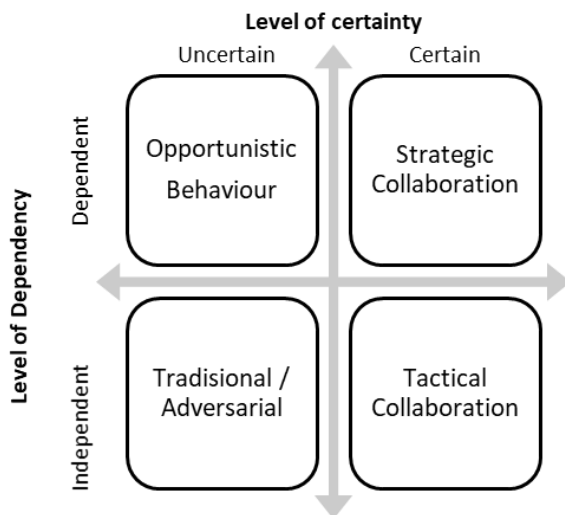 Level of certainty
Uncertain
Certain
Level of Dependency
Dependent
Opportunistic
Behaviour
Strategic
Collaboration
Independent
Tradisional /
Adversarial
Tactical
Collaboration